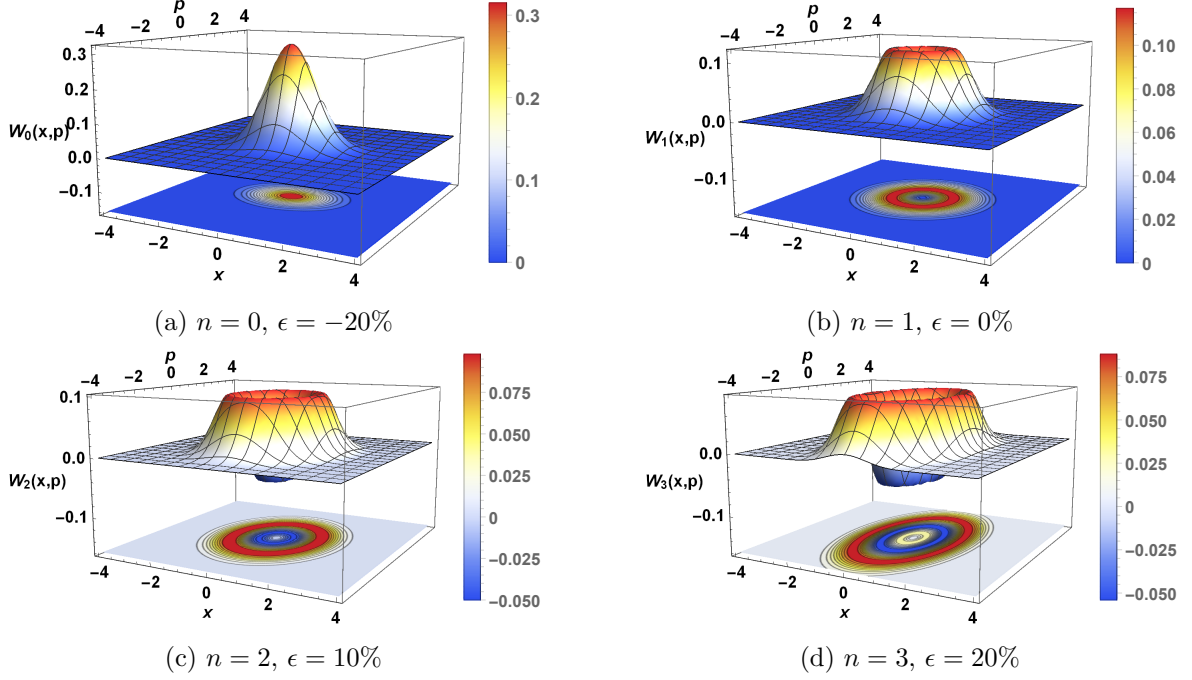 p
−4 −2 0 2 4
0.3
0.2
0.1
W0(x,p)
0.0
−0.1
−4 −2 0 2 4
x
0.3
0.2
0.1
0
(a) n = 0, ϵ = −20%
p
−4 −2 0 2 4
0.1
0.0
W1(x,p)
−0.1
−4 −2 0 2 4
x
0.10
0.08
0.06
0.04
0.02
0
(b) n = 1, ϵ = 0%
p
−4 −2 0 2 4
0.1
0.0
W2(x,p)
−0.1
−4 −2 0 2 4
x
0.075
0.050
0.025
0
−0.025
−0.050
(c) n = 2, ϵ = 10%
p
−4 −2 0 2 4
0.0
W3(x,p)
−0.1
−4 −2 0 2 4
x
0.075
0.050
0.025
0
−0.025
−0.050
(d) n = 3, ϵ = 20%